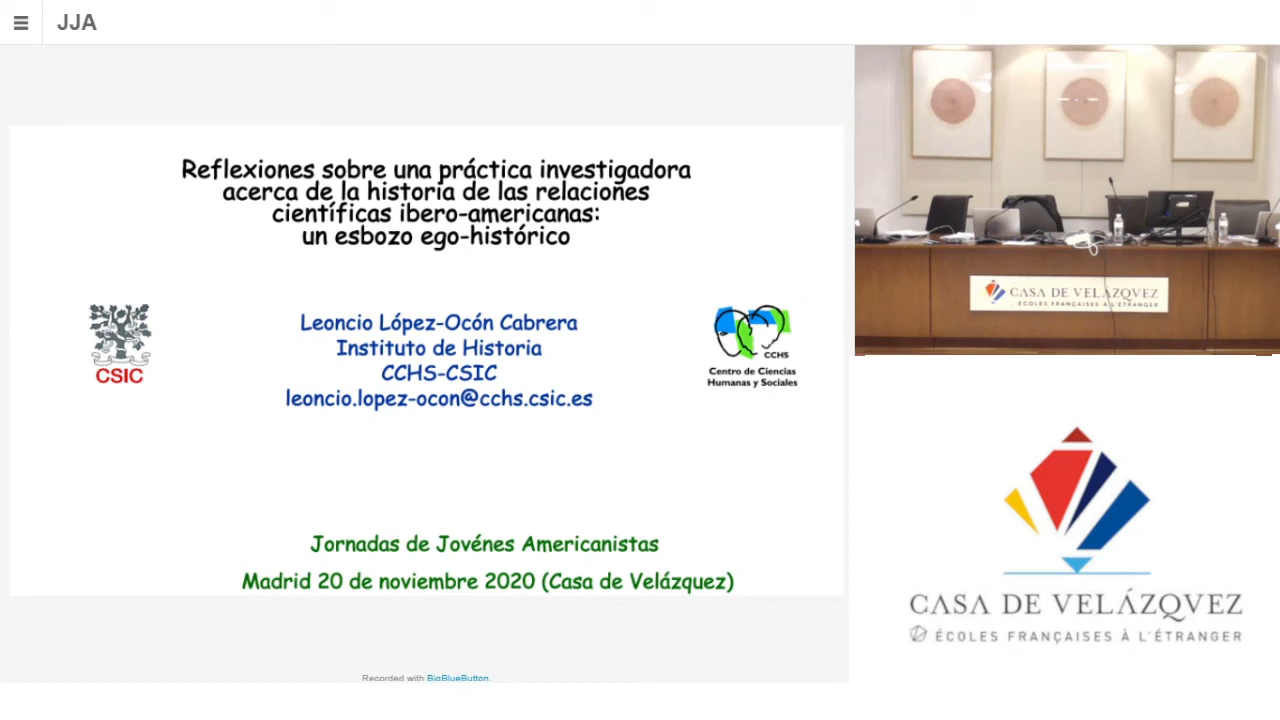 JJA
Reflexiones sobre una práctica investigadora
acerca de la historia de las relaciones
científicas ibero-americanas:
un esbozo ego-histórico
CSIC
Leoncio López-Ocón Cabrera
Instituto de Historia
CCHS-CSIC
leoncio.lopez-ocon@cchs.csic.es
CCHS
Centro de Ciencias
Humanas y Sociales
Jornadas de Jovénes Americanistas
Madrid 20 de noviembre 2020 (Casa de Velázquez)
Recorded with BigBlueButton.
CASA DE VELÁZQVEZ
ÉCOLES FRANÇAISES À L'ÉTRANGER
CASA DE VELÁZQVEZ
ÉCOLES FRANÇAISES À L'ÉTRANGER